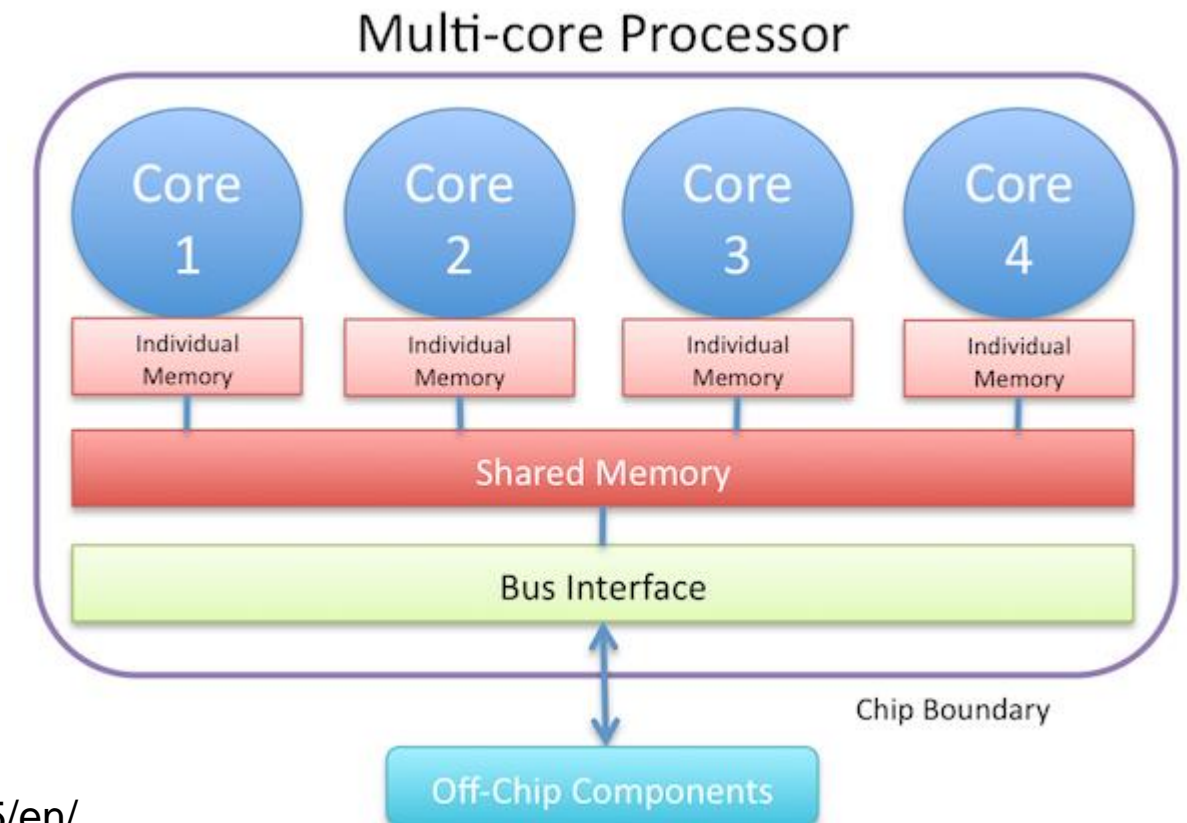 Multi-core Processor
Core
1
Core
2
Core
3
Core
4
Individual
Memory
Individual
Memory
Individual
Memory
Individual
Memory
Shared Memory
Bus Interface
Chip Boundary
Off-Chip Components
/en/